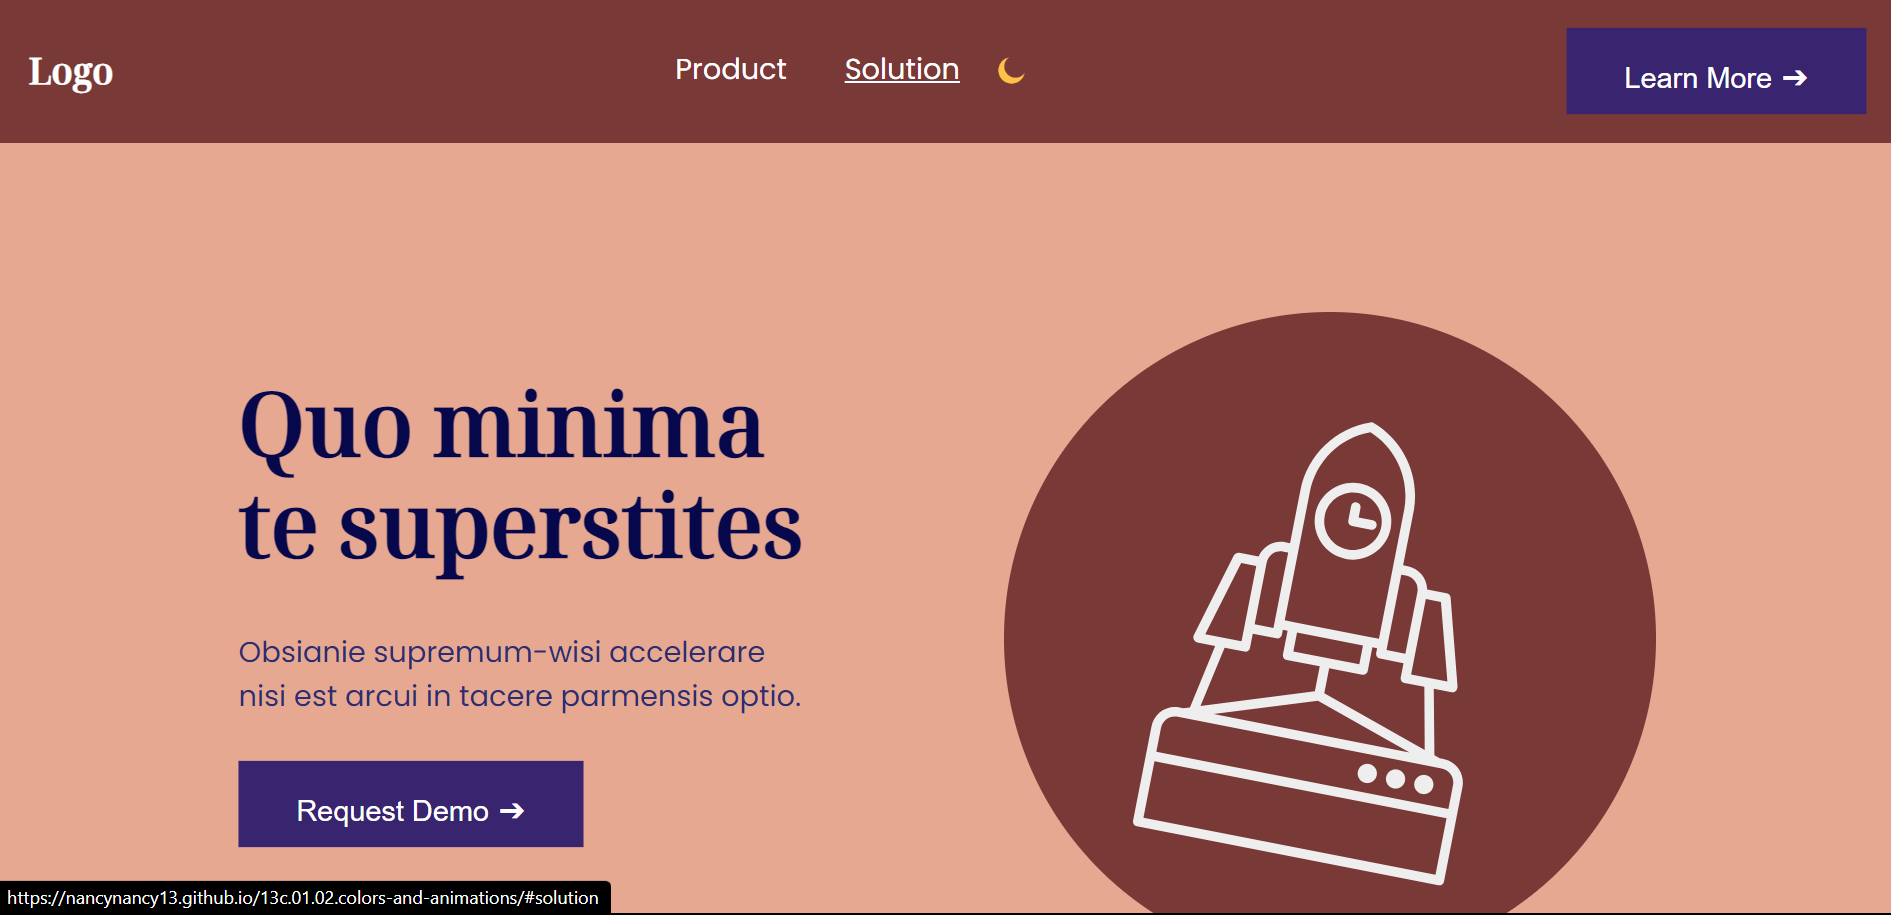 Logo
Product
Solution
Learn More ➔
Quo minima
te superstites
Obsianie supremum-wisi accelerare
nisi est arcui in tacere parmensis optio.
Request Demo ➔
https://nancynancy13.github.io/13c.01.02.colors-and-animations/#solution